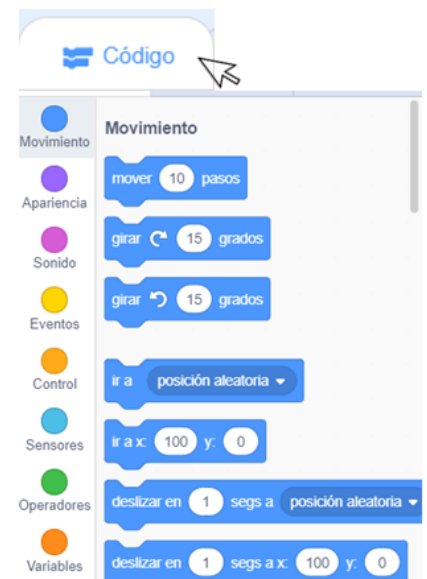 Código
Movimiento
Apariencia
Sonido
Eventos
Control
Sensores
Operadores
Variables
Movimiento
mover 10 pasos
girar 15 grados
girar 15 grados
ir a posición aleatoria
ir a x: 100 y: 0
deslizar en 1 segs a posición aleatoria
deslizar en 1 segs a x: 100 y: 0